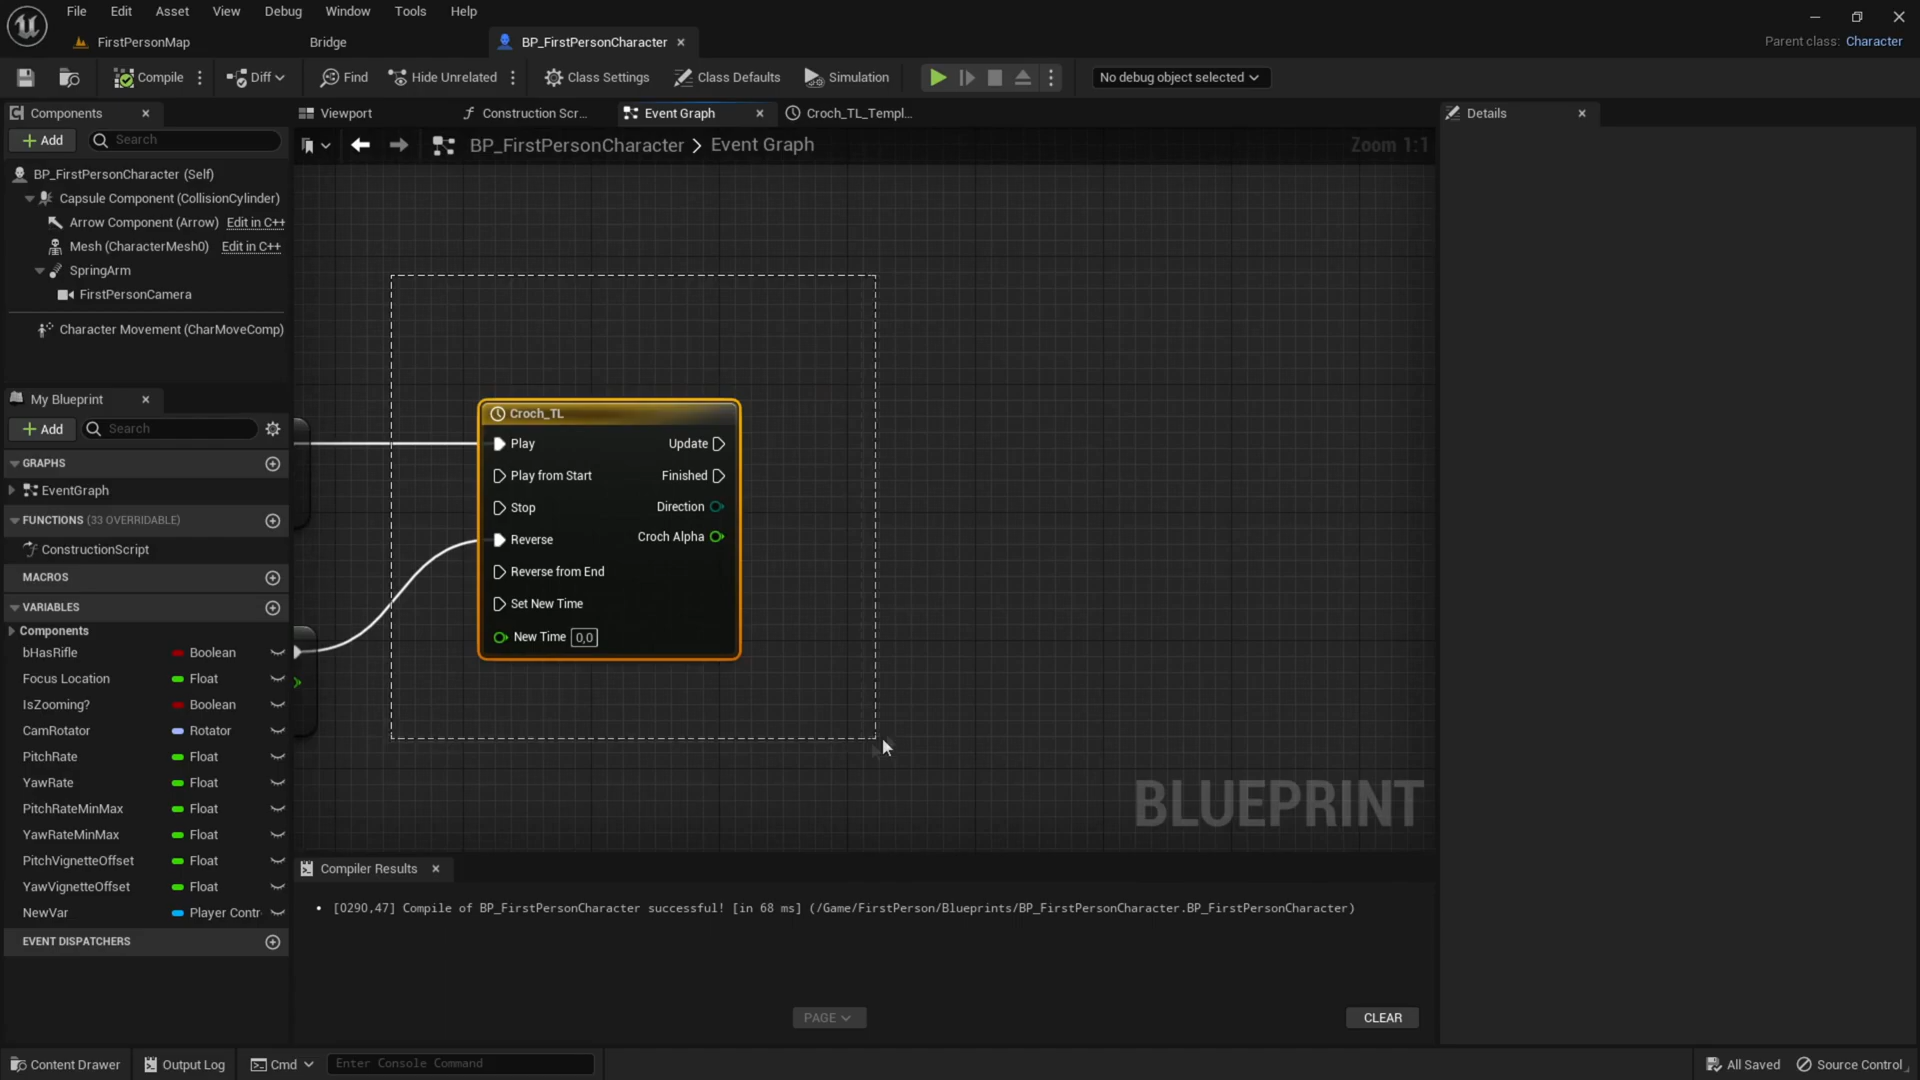 File Edit Asset View Debug Window Tools Help
FirstPersonMap Bridge BP_FirstPersonCharacter
Parent class: Character
Compile Diff Find Hide Unrelated Class Settings Class Defaults Simulation No debug object selected
Components
Add Search
BP_FirstPersonCharacter (Self)
Capsule Component (CollisionCylinder)
Arrow Component (Arrow) Edit in C++
Mesh (CharacterMesh0) Edit in C++
SpringArm
FirstPersonCamera
Character Movement (CharMoveComp)
My Blueprint
Add Search
GRAPHS
EventGraph
FUNCTIONS (33 OVERRIDABLE)
ConstructionScript
MACROS
VARIABLES
Components
bHasRifle Boolean
Focus Location Float
IsZooming? Boolean
CamRotator Rotator
PitchRate Float
YawRate Float
PitchRateMinMax Float
YawRateMinMax Float
PitchVignetteOffset Float
YawVignetteOffset Float
NewVar Player Contr
EVENT DISPATCHERS
Viewport Construction Scr... Event Graph Croch_TL_Templ...
BP_FirstPersonCharacter > Event Graph Zoom 1:1
Croch_TL
Play Update
Play from Start Finished
Stop Direction
Reverse Croch Alpha
Reverse from End
Set New Time
New Time 0,0
BLUEPRINT
Compiler Results
• [0290,47] Compile of BP_FirstPersonCharacter successful! [in 68 ms] (/Game/FirstPerson/Blueprints/BP_FirstPersonCharacter.BP_FirstPersonCharacter)
PAGE CLEAR
Details
Content Drawer Output Log Cmd Enter Console Command All Saved Source Control